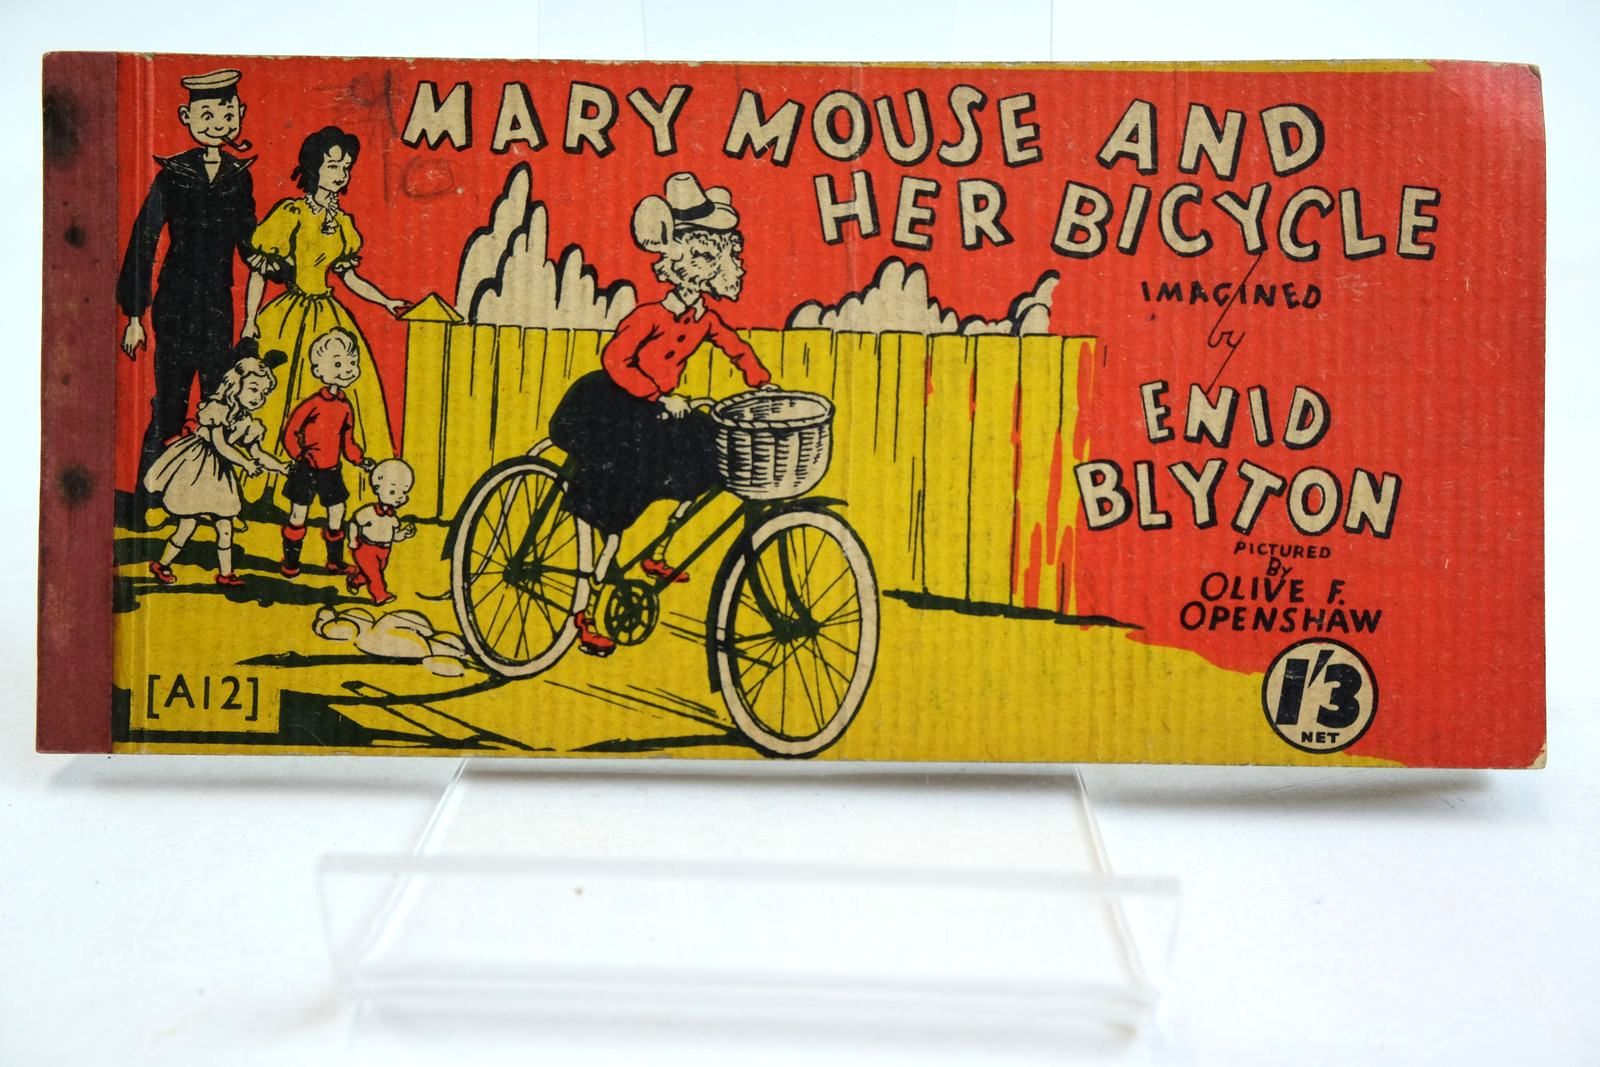 MARY MOUSE AND
HER BICYCLE
IMAGINED
by
ENID
BLYTON
PICTURED
By
OLIVE F.
OPENSHAW
1'3
NET
[A12]